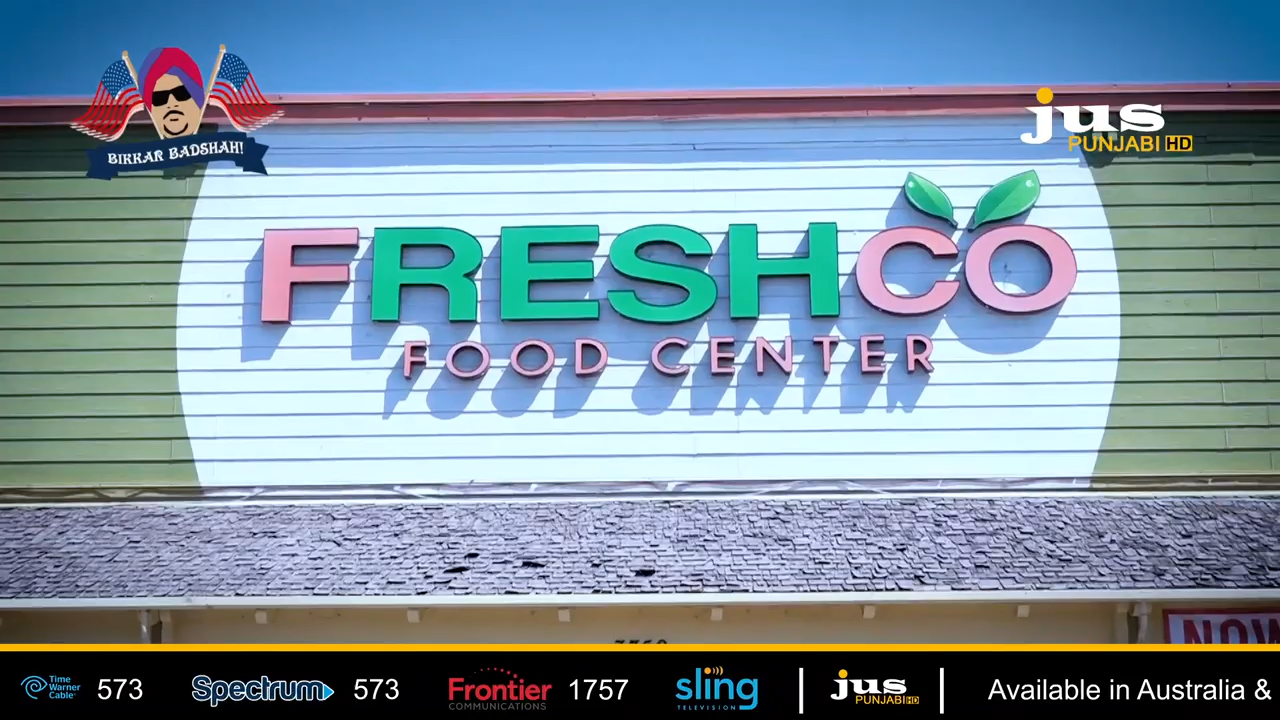 BIKKAR BADSHAH!
jus
PUNJABI HD
FRESHCO
FOOD CENTER
NOW
Time
Warner
Cable
573
Spectrum
573
Frontier
COMMUNICATIONS
1757
sling
TELEVISION
jus
PUNJABI HD
Available in Australia &